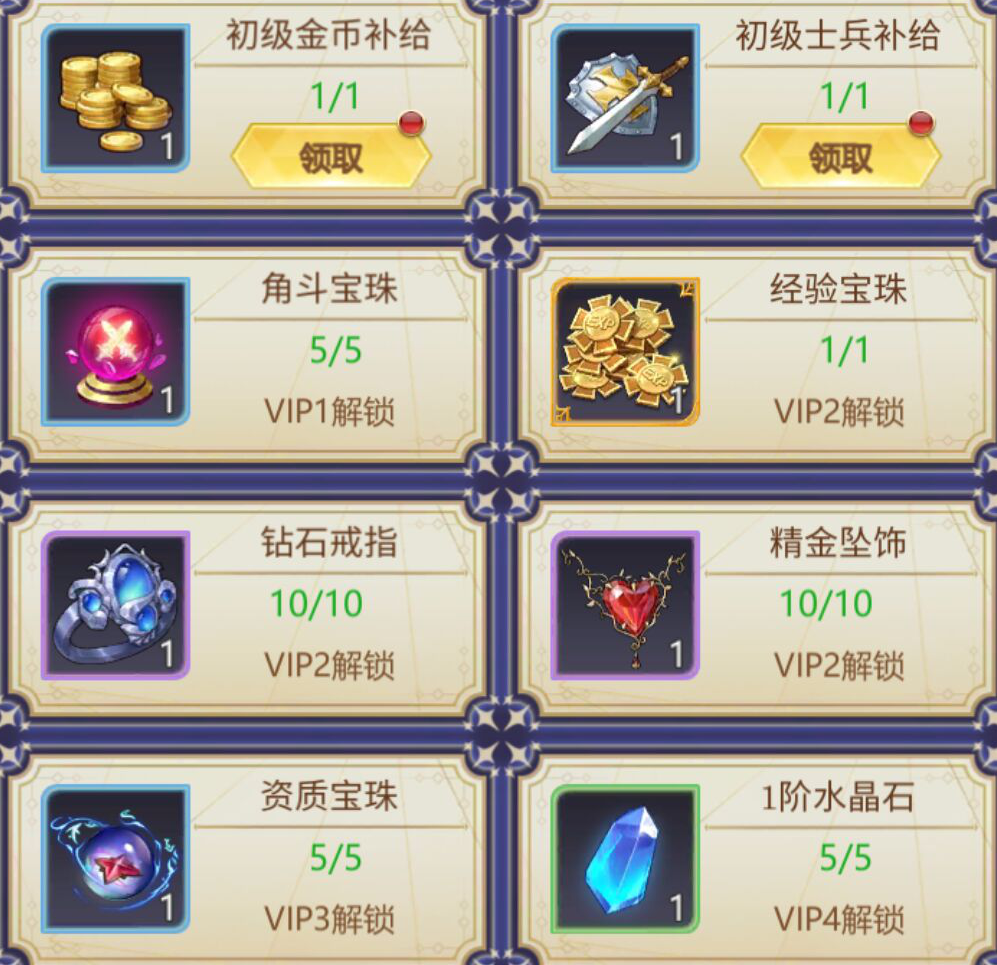 初级金币补给
1/1
1
领取
初级士兵补给
1/1
1
领取
角斗宝珠
5/5
1
VIP1解锁
经验宝珠
1/1
1
VIP2解锁
钻石戒指
10/10
1
VIP2解锁
精金坠饰
10/10
1
VIP2解锁
资质宝珠
5/5
1
VIP3解锁
1阶水晶石
5/5
1
VIP4解锁